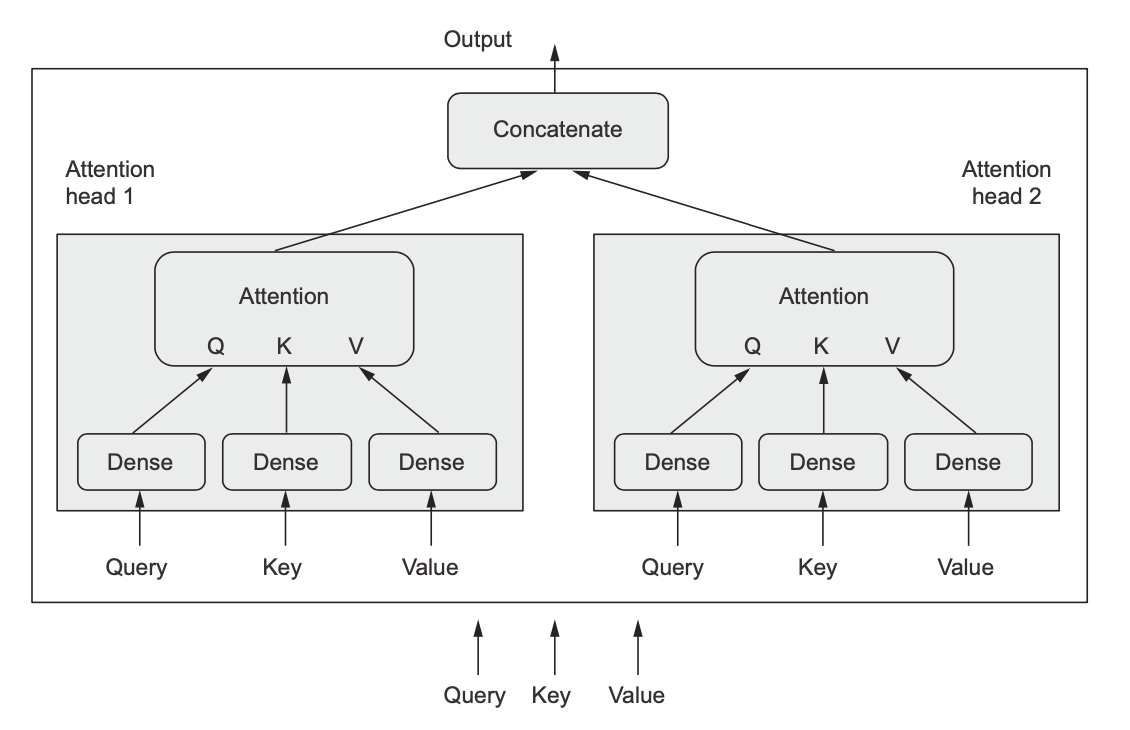 Output
Concatenate
Attention
head 1
Attention
head 2
Attention
Q K V
Dense Dense Dense
Query Key Value
Attention
Q K V
Dense Dense Dense
Query Key Value
Query Key Value